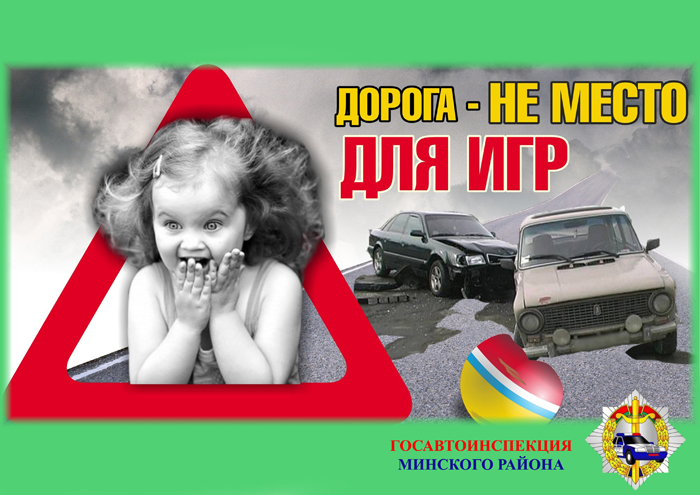 ДОРОГА - НЕ МЕСТО
ДЛЯ ИГР
ГОСАВТОИНСПЕКЦИЯ
МИНСКОГО РАЙОНА